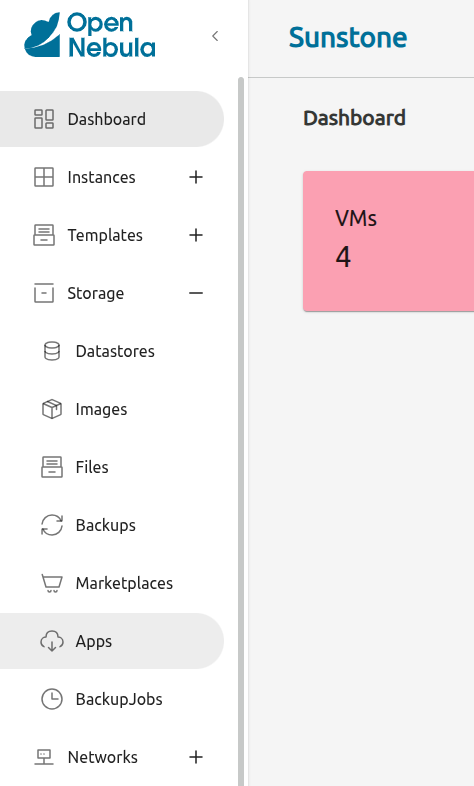 Open
Nebula
Sunstone
Dashboard
Instances
Templates
Storage
Datastores
Images
Files
Backups
Marketplaces
Apps
BackupJobs
Networks
Dashboard
VMs
4